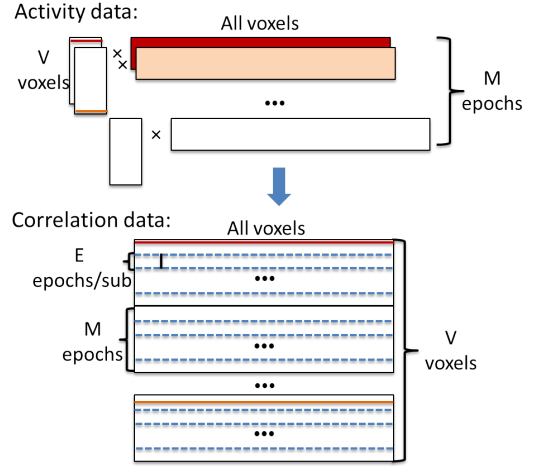 Activity data:
All voxels
V
voxels
×
×
•••
M
epochs
×
Correlation data:
All voxels
E
epochs/sub
•••
M
epochs
•••
V
voxels
•••
•••